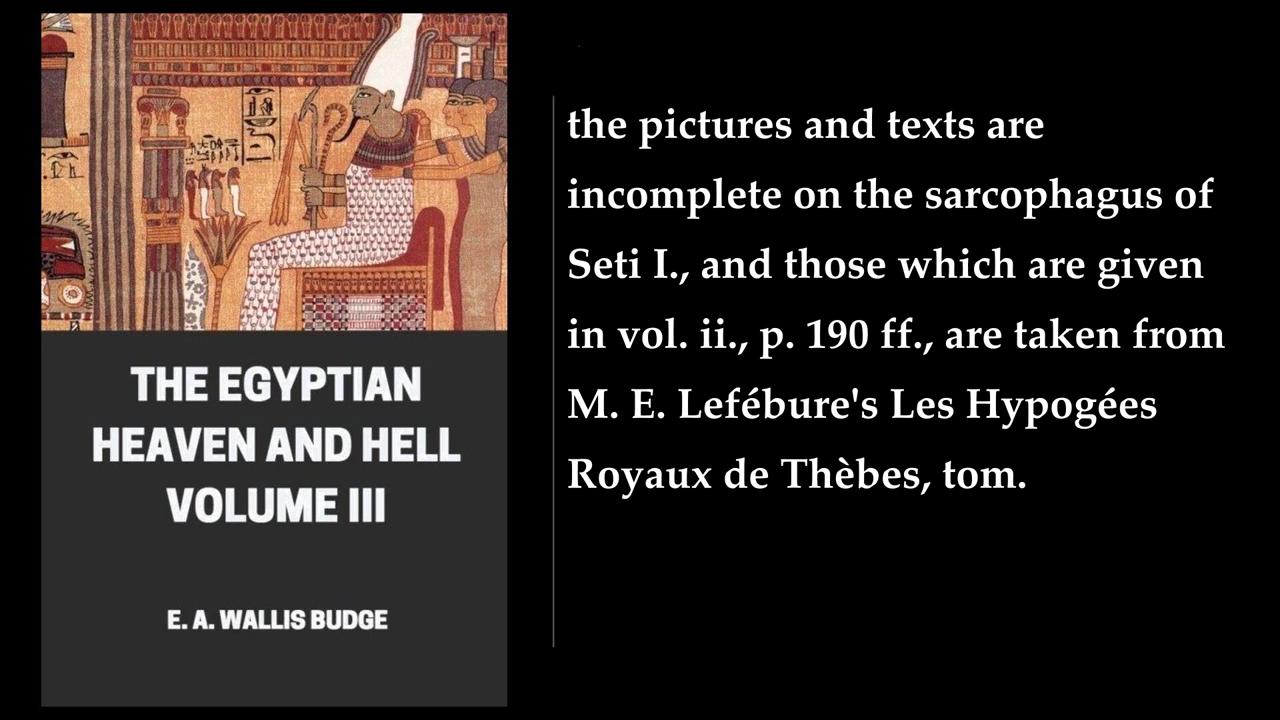 THE EGYPTIAN
HEAVEN AND HELL
VOLUME III
E. A. WALLIS BUDGE
the pictures and texts are
incomplete on the sarcophagus of
Seti I., and those which are given
in vol. ii., p. 190 ff., are taken from
M. E. Lefébure's Les Hypogées
Royaux de Thèbes, tom.